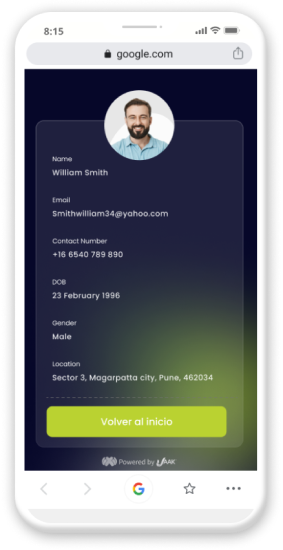 8:15
google.com
Name
William Smith
Email
Smithwilliam34@yahoo.com
Contact Number
+16 6540 789 890
DOB
23 February 1996
Gender
Male
Location
Sector 3, Magarpatta city, Pune, 462034
Volver al inicio
Powered by